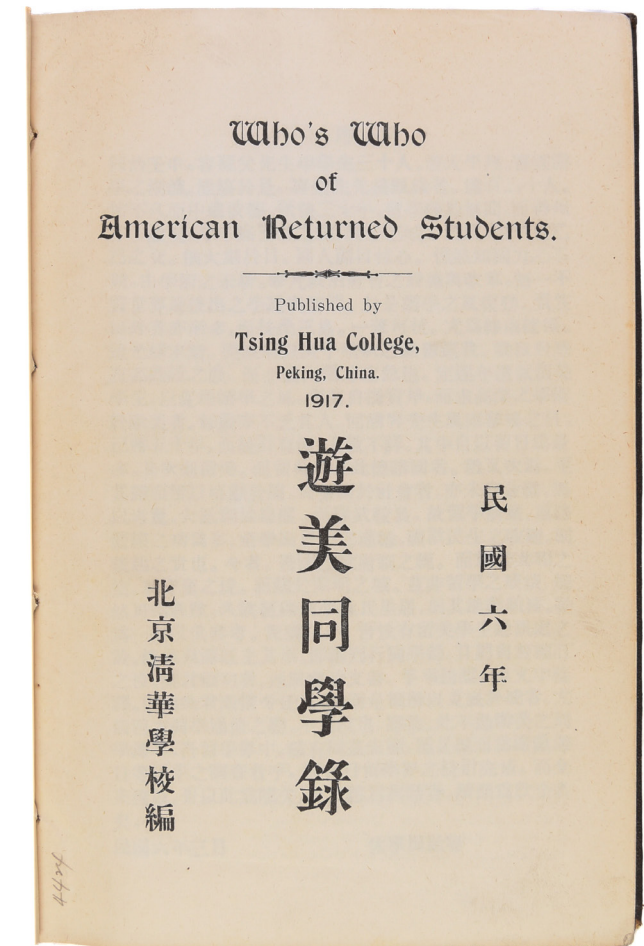 Who's Who
of
American Returned Students.
Published by
Tsing Hua College,
Peking, China.
1917.
民國六年
遊美同學錄
北京淸華學校編